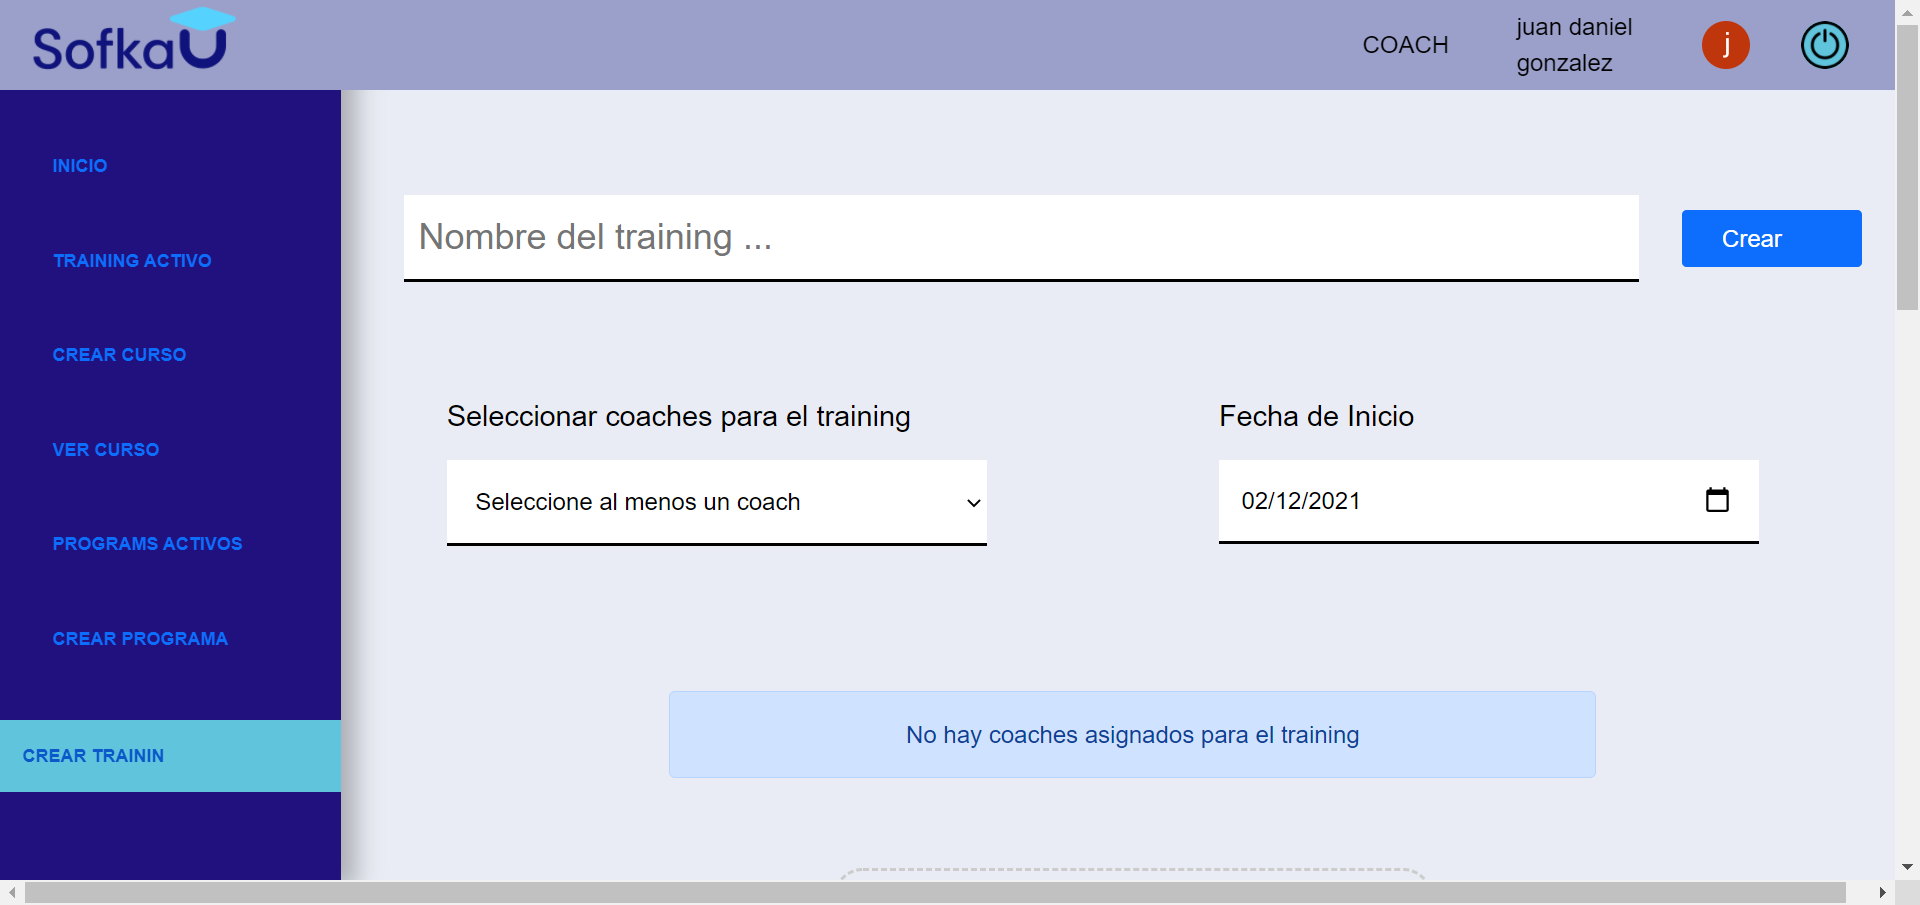 SofkaU
COACH
juan daniel
gonzalez
j
INICIO
TRAINING ACTIVO
CREAR CURSO
VER CURSO
PROGRAMS ACTIVOS
CREAR PROGRAMA
CREAR TRAININ
Nombre del training ...
Crear
Seleccionar coaches para el training
Fecha de Inicio
Seleccione al menos un coach
02/12/2021
No hay coaches asignados para el training